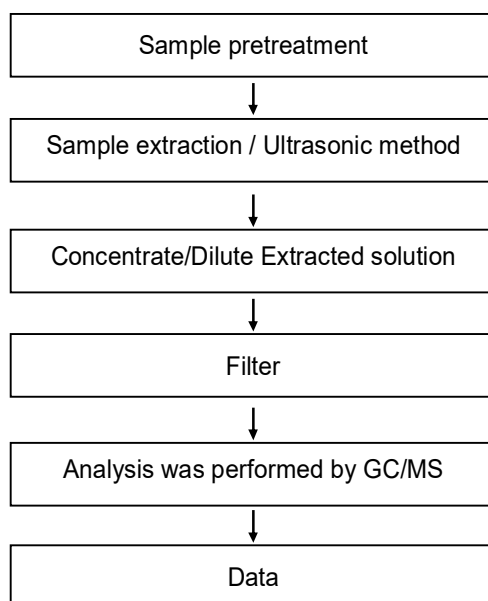 Sample pretreatment
Sample extraction / Ultrasonic method
Concentrate/Dilute Extracted solution
Filter
Analysis was performed by GC/MS
Data